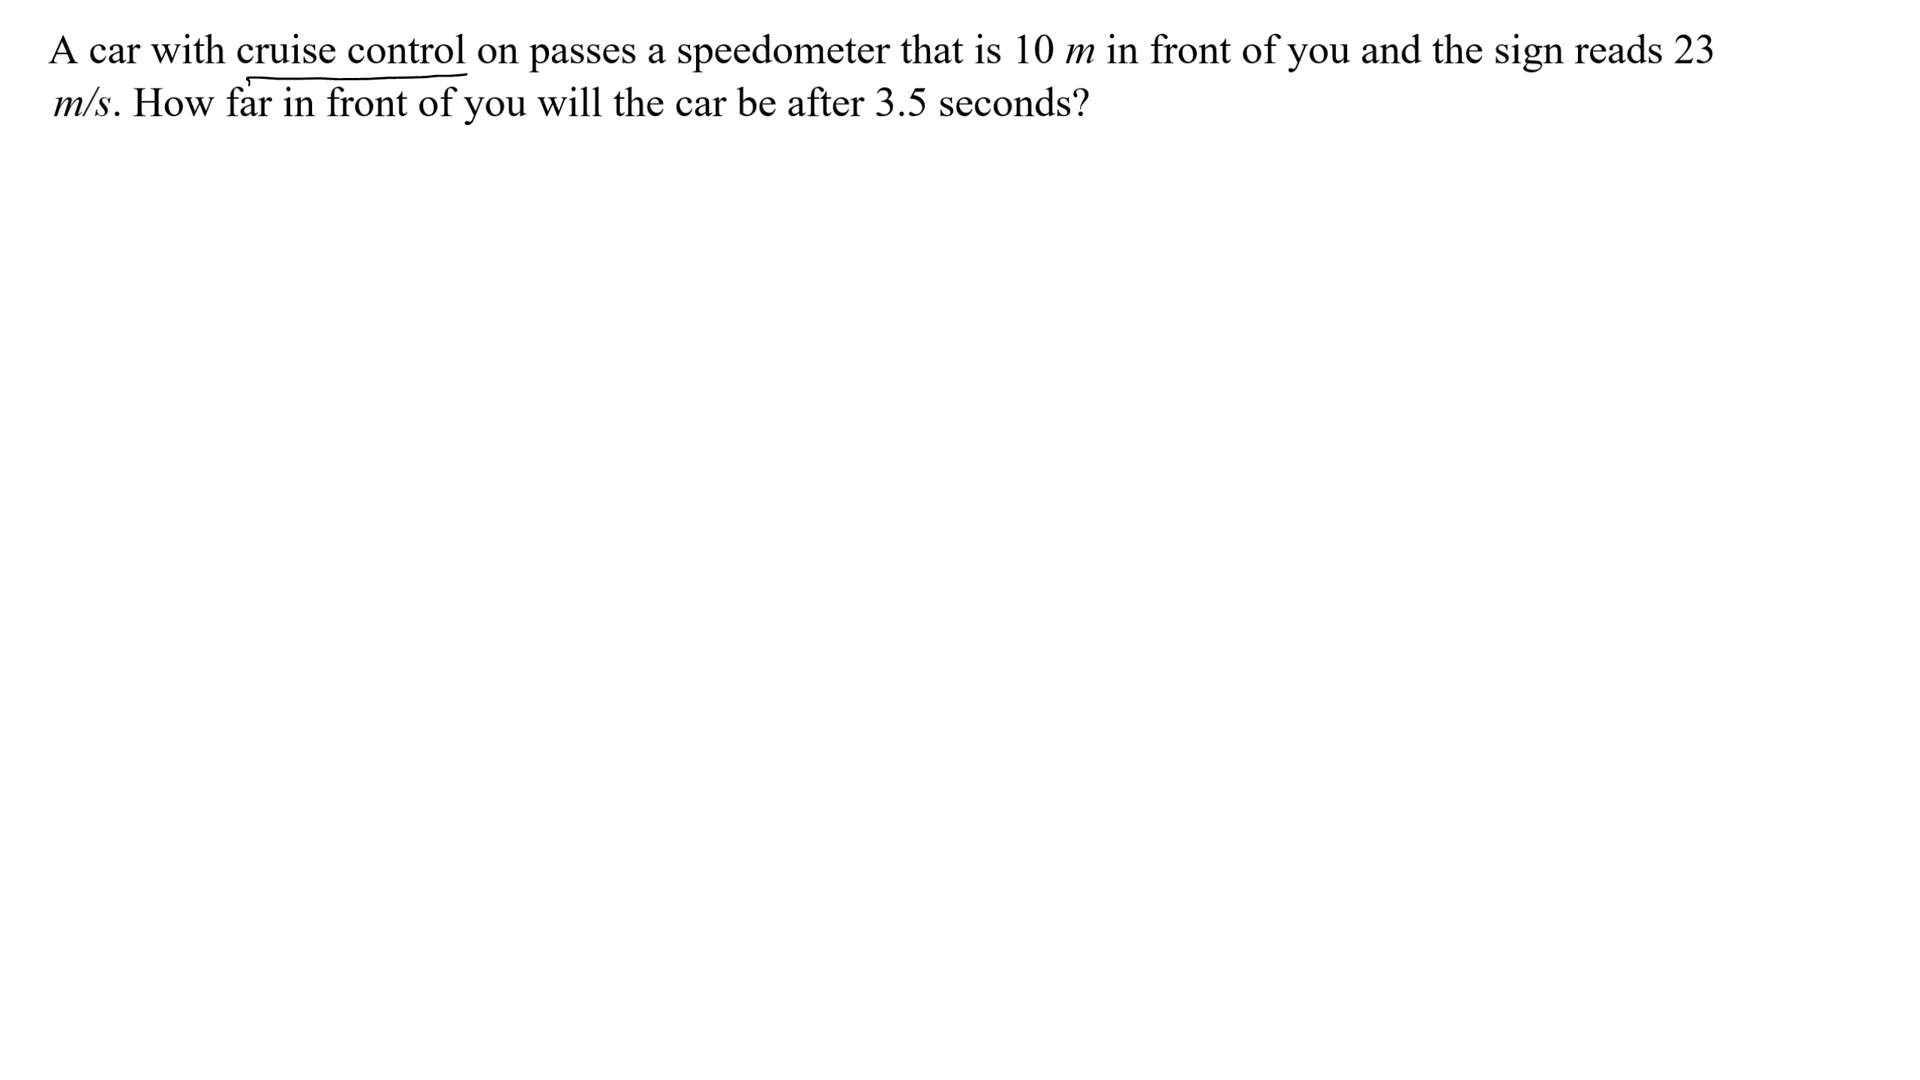 A car with cruise control on passes a speedometer that is 10 m in front of you and the sign reads 23
m/s. How far in front of you will the car be after 3.5 seconds?